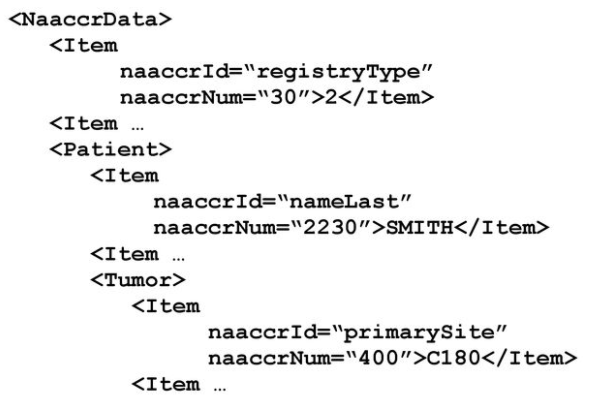 <NaaccrData>
<Item
naaccrId=“registryType”
naaccrNum=“30”>2</Item>
<Item …
<Patient>
<Item
naaccrId=“nameLast”
naaccrNum=“2230”>SMITH</Item>
<Item …
<Tumor>
<Item
naaccrId=“primarySite”
naaccrNum=“400”>C180</Item>
<Item …